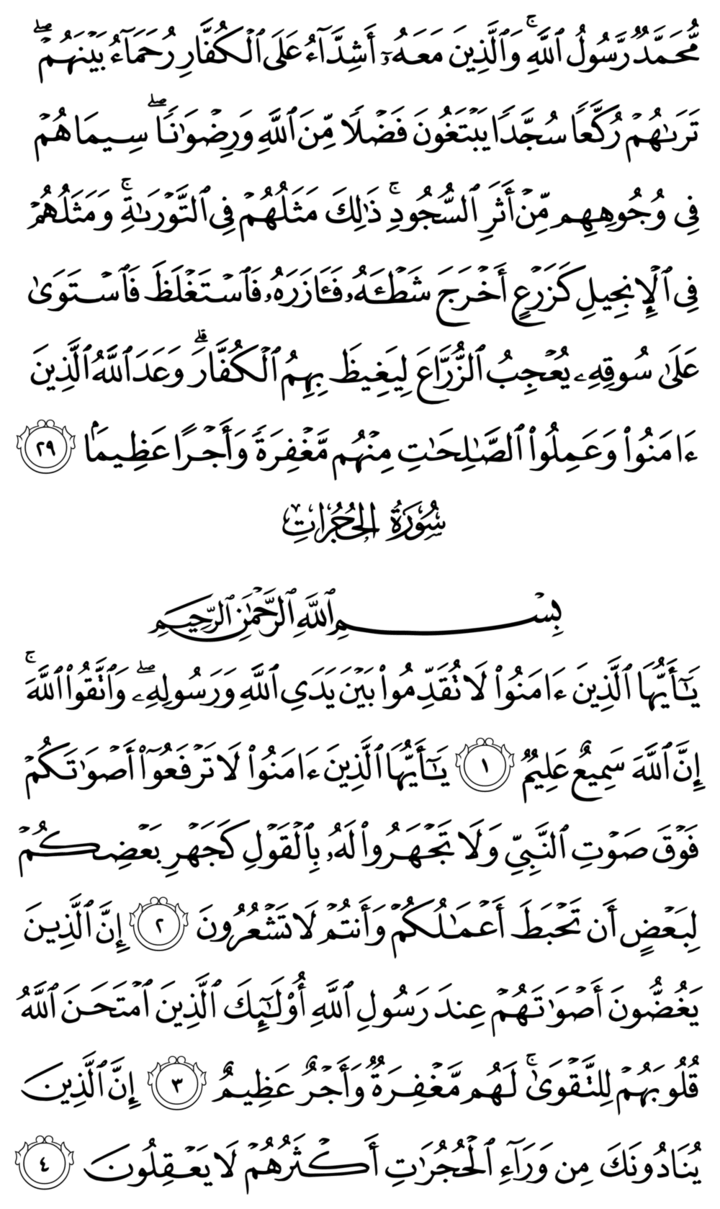 مُّحَمَّدٌ رَّسُولُ ٱللَّهِۚ وَٱلَّذِينَ مَعَهُۥٓ أَشِدَّآءُ عَلَى ٱلۡكُفَّارِ رُحَمَآءُ بَيۡنَهُمۡۖ
تَرَىٰهُمۡ رُكَّعٗا سُجَّدٗا يَبۡتَغُونَ فَضۡلٗا مِّنَ ٱللَّهِ وَرِضۡوَٰنٗاۖ سِيمَاهُمۡ
فِي وُجُوهِهِم مِّنۡ أَثَرِ ٱلسُّجُودِۚ ذَٰلِكَ مَثَلُهُمۡ فِي ٱلتَّوۡرَىٰةِۚ وَمَثَلُهُمۡ
فِي ٱلۡإِنجِيلِ كَزَرۡعٍ أَخۡرَجَ شَطۡـَٔهُۥ فَـَٔازَرَهُۥ فَٱسۡتَغۡلَظَ فَٱسۡتَوَىٰ
عَلَىٰ سُوقِهِۦ يُعۡجِبُ ٱلزُّرَّاعَ لِيَغِيظَ بِهِمُ ٱلۡكُفَّارَۗ وَعَدَ ٱللَّهُ ٱلَّذِينَ
ءَامَنُواْ وَعَمِلُواْ ٱلصَّٰلِحَٰتِ مِنۡهُم مَّغۡفِرَةٗ وَأَجۡرًا عَظِيمَۢا ٢٩
سُورَةُ الحُجُرَاتِ
بِسۡمِ ٱللَّهِ ٱلرَّحۡمَٰنِ ٱلرَّحِيمِ
يَٰٓأَيُّهَا ٱلَّذِينَ ءَامَنُواْ لَا تُقَدِّمُواْ بَيۡنَ يَدَيِ ٱللَّهِ وَرَسُولِهِۦۖ وَٱتَّقُواْ ٱللَّهَۚ
إِنَّ ٱللَّهَ سَمِيعٌ عَلِيمٞ ١ يَٰٓأَيُّهَا ٱلَّذِينَ ءَامَنُواْ لَا تَرۡفَعُوٓاْ أَصۡوَٰتَكُمۡ
فَوۡقَ صَوۡتِ ٱلنَّبِيِّ وَلَا تَجۡهَرُواْ لَهُۥ بِٱلۡقَوۡلِ كَجَهۡرِ بَعۡضِكُمۡ
لِبَعۡضٍ أَن تَحۡبَطَ أَعۡمَٰلُكُمۡ وَأَنتُمۡ لَا تَشۡعُرُونَ ٢ إِنَّ ٱلَّذِينَ
يَغُضُّونَ أَصۡوَٰتَهُمۡ عِندَ رَسُولِ ٱللَّهِ أُوْلَٰٓئِكَ ٱلَّذِينَ ٱمۡتَحَنَ ٱللَّهُ
قُلُوبَهُمۡ لِلتَّقۡوَىٰۚ لَهُم مَّغۡفِرَةٞ وَأَجۡرٌ عَظِيمٌ ٣ إِنَّ ٱلَّذِينَ
يُنَادُونَكَ مِن وَرَآءِ ٱلۡحُجُرَٰتِ أَكۡثَرُهُمۡ لَا يَعۡقِلُونَ ٤